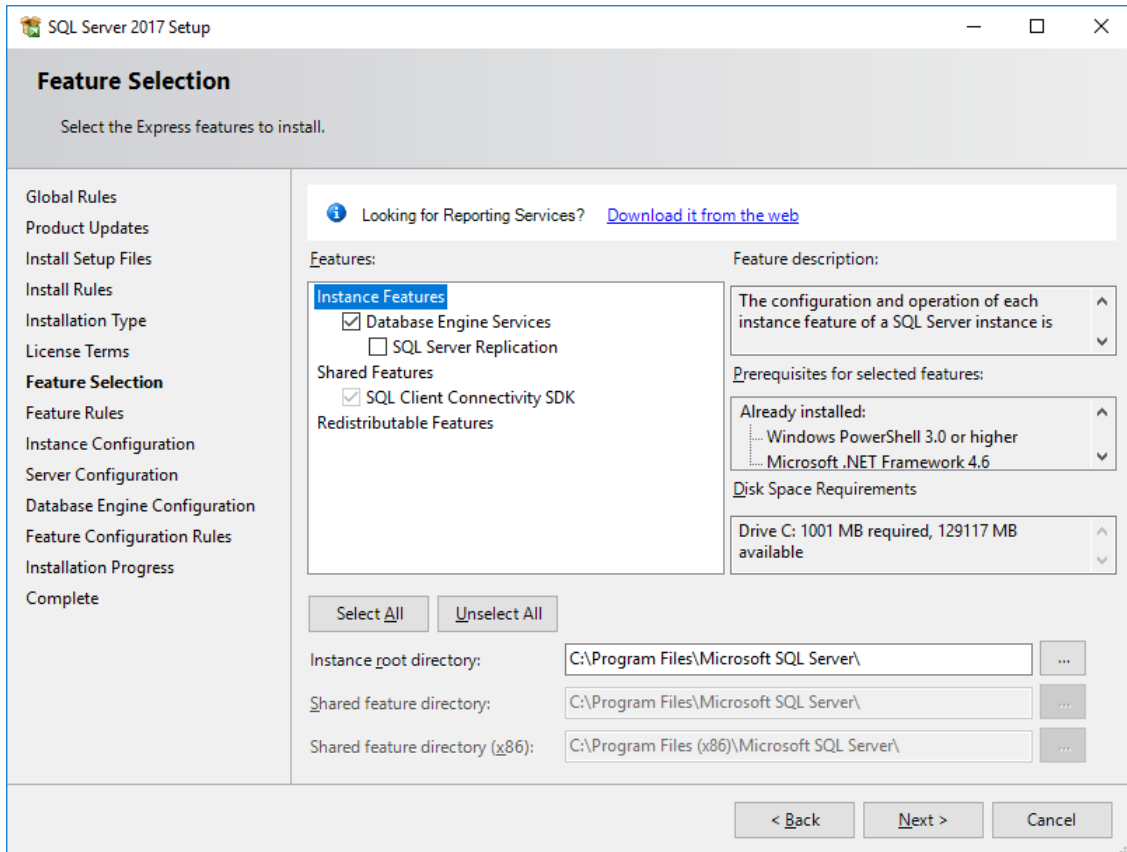 SQL Server 2017 Setup
Feature Selection
Select the Express features to install.
Global Rules
Product Updates
Install Setup Files
Install Rules
Installation Type
License Terms
Feature Selection
Feature Rules
Instance Configuration
Server Configuration
Database Engine Configuration
Feature Configuration Rules
Installation Progress
Complete
Looking for Reporting Services? Download it from the web
Features:
Instance Features
Database Engine Services
SQL Server Replication
Shared Features
SQL Client Connectivity SDK
Redistributable Features
Feature description:
The configuration and operation of each
instance feature of a SQL Server instance is
Prerequisites for selected features:
Already installed:
Windows PowerShell 3.0 or higher
Microsoft .NET Framework 4.6
Disk Space Requirements
Drive C: 1001 MB required, 129117 MB
available
Select All
Unselect All
Instance root directory: C:\Program Files\Microsoft SQL Server\ ...
Shared feature directory: C:\Program Files\Microsoft SQL Server\ ...
Shared feature directory (x86): C:\Program Files (x86)\Microsoft SQL Server\ ...
< Back
Next >
Cancel